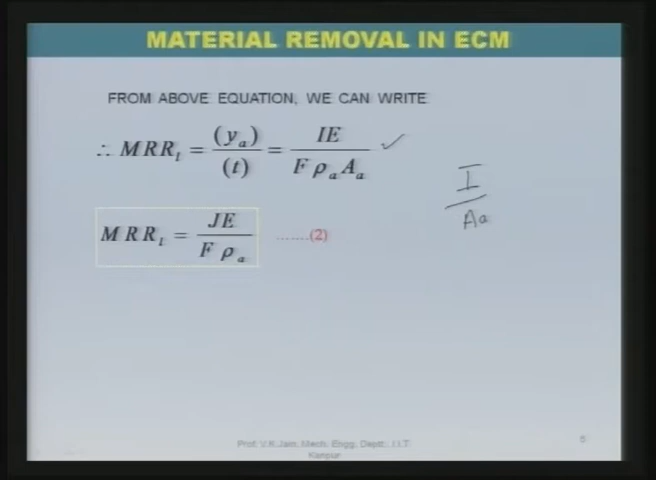 MATERIAL REMOVAL IN ECM
FROM ABOVE EQUATION, WE CAN WRITE
∴ MRR_l = (y_a) / (t) = IE / F ρ_a A_a ✓
I / Aa
MRR_l = JE / F ρ_a .......(2)
Prof. V.K.Jain, Mech. Engg. Deptt., I.I.T.
Kanpur